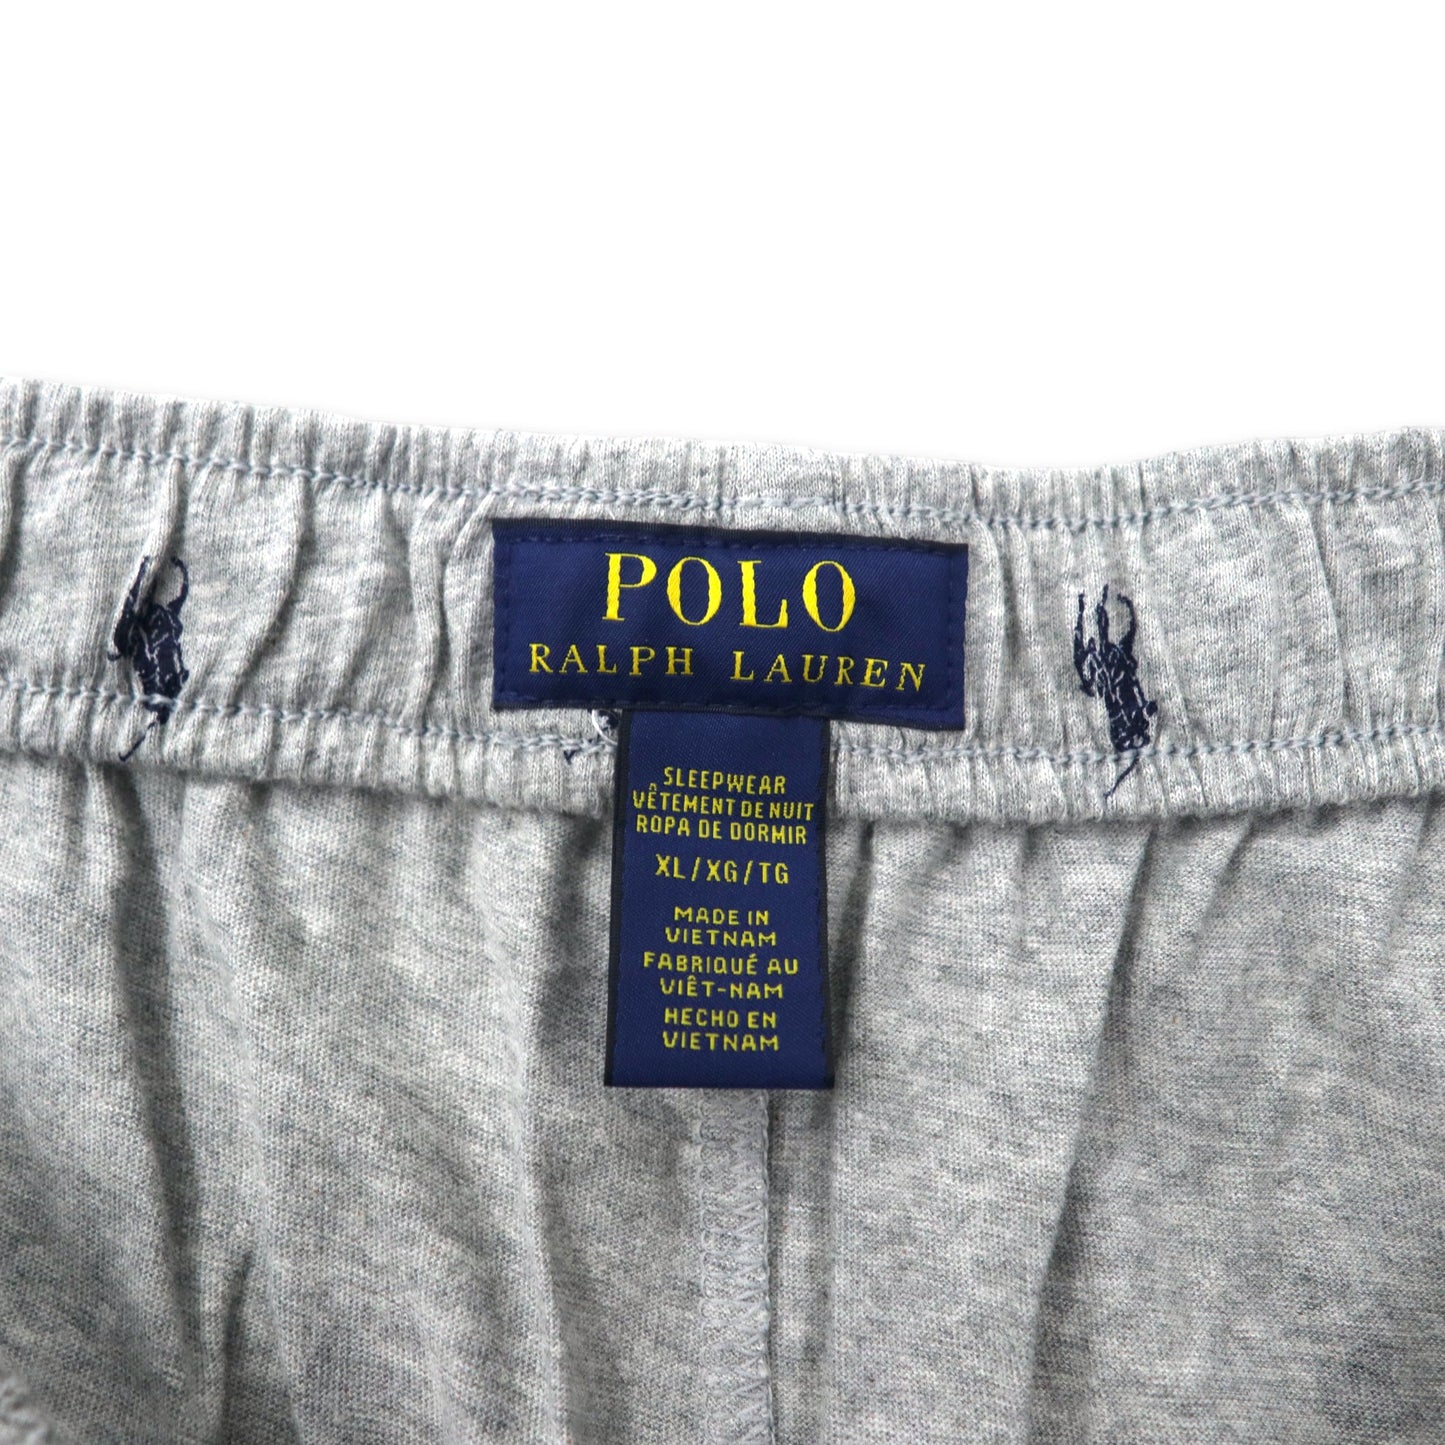 POLO
RALPH LAUREN
SLEEPWEAR
VÊTEMENT DE NUIT
ROPA DE DORMIR
XL/XG/TG
MADE IN
VIETNAM
FABRIQUÉ AU
VIÊT-NAM
HECHO EN
VIETNAM